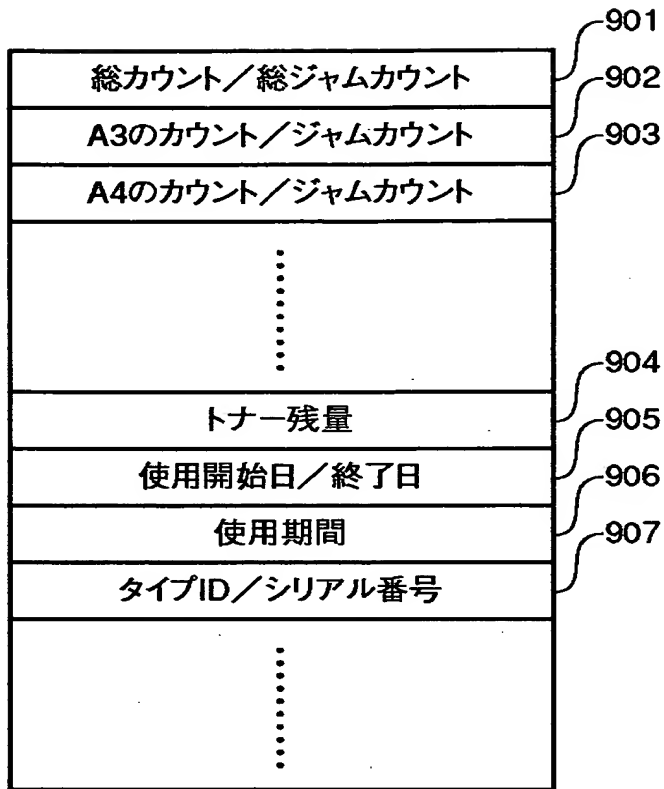 901
総カウント／総ジャムカウント
902
A3のカウント／ジャムカウント
903
A4のカウント／ジャムカウント
904
トナー残量
905
使用開始日／終了日
906
使用期間
907
タイプID／シリアル番号